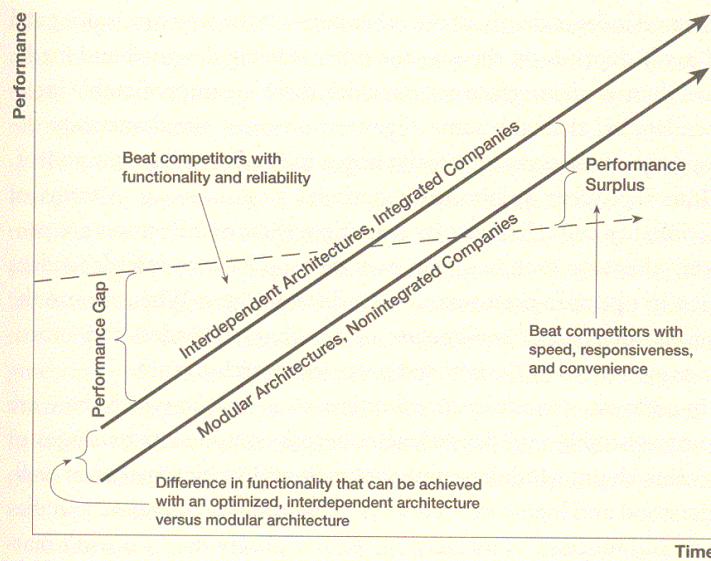 Performance
Beat competitors with
functionality and reliability
Interdependent Architectures, Integrated Companies
Performance
Surplus
Performance Gap
Modular Architectures, Nonintegrated Companies
Beat competitors with
speed, responsiveness,
and convenience
Difference in functionality that can be achieved
with an optimized, interdependent architecture
versus modular architecture
Time